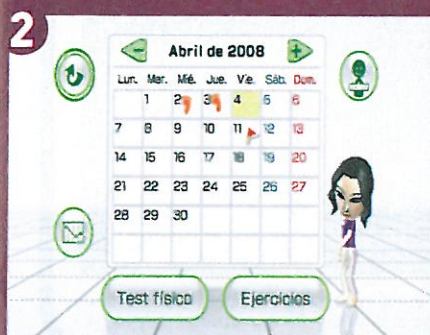 2
Abril de 2008
Lun. Mar. Mié. Jue. Vie. Sáb. Dom.
1 2 3 4 5 6
7 8 9 10 11 12 13
14 15 16 17 18 19 20
21 22 23 24 25 26 27
28 29 30
Test físico Ejercicios